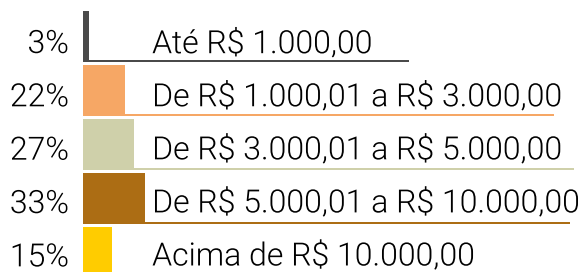 3% Até R$ 1.000,00
22% De R$ 1.000,01 a R$ 3.000,00
27% De R$ 3.000,01 a R$ 5.000,00
33% De R$ 5.000,01 a R$ 10.000,00
15% Acima de R$ 10.000,00